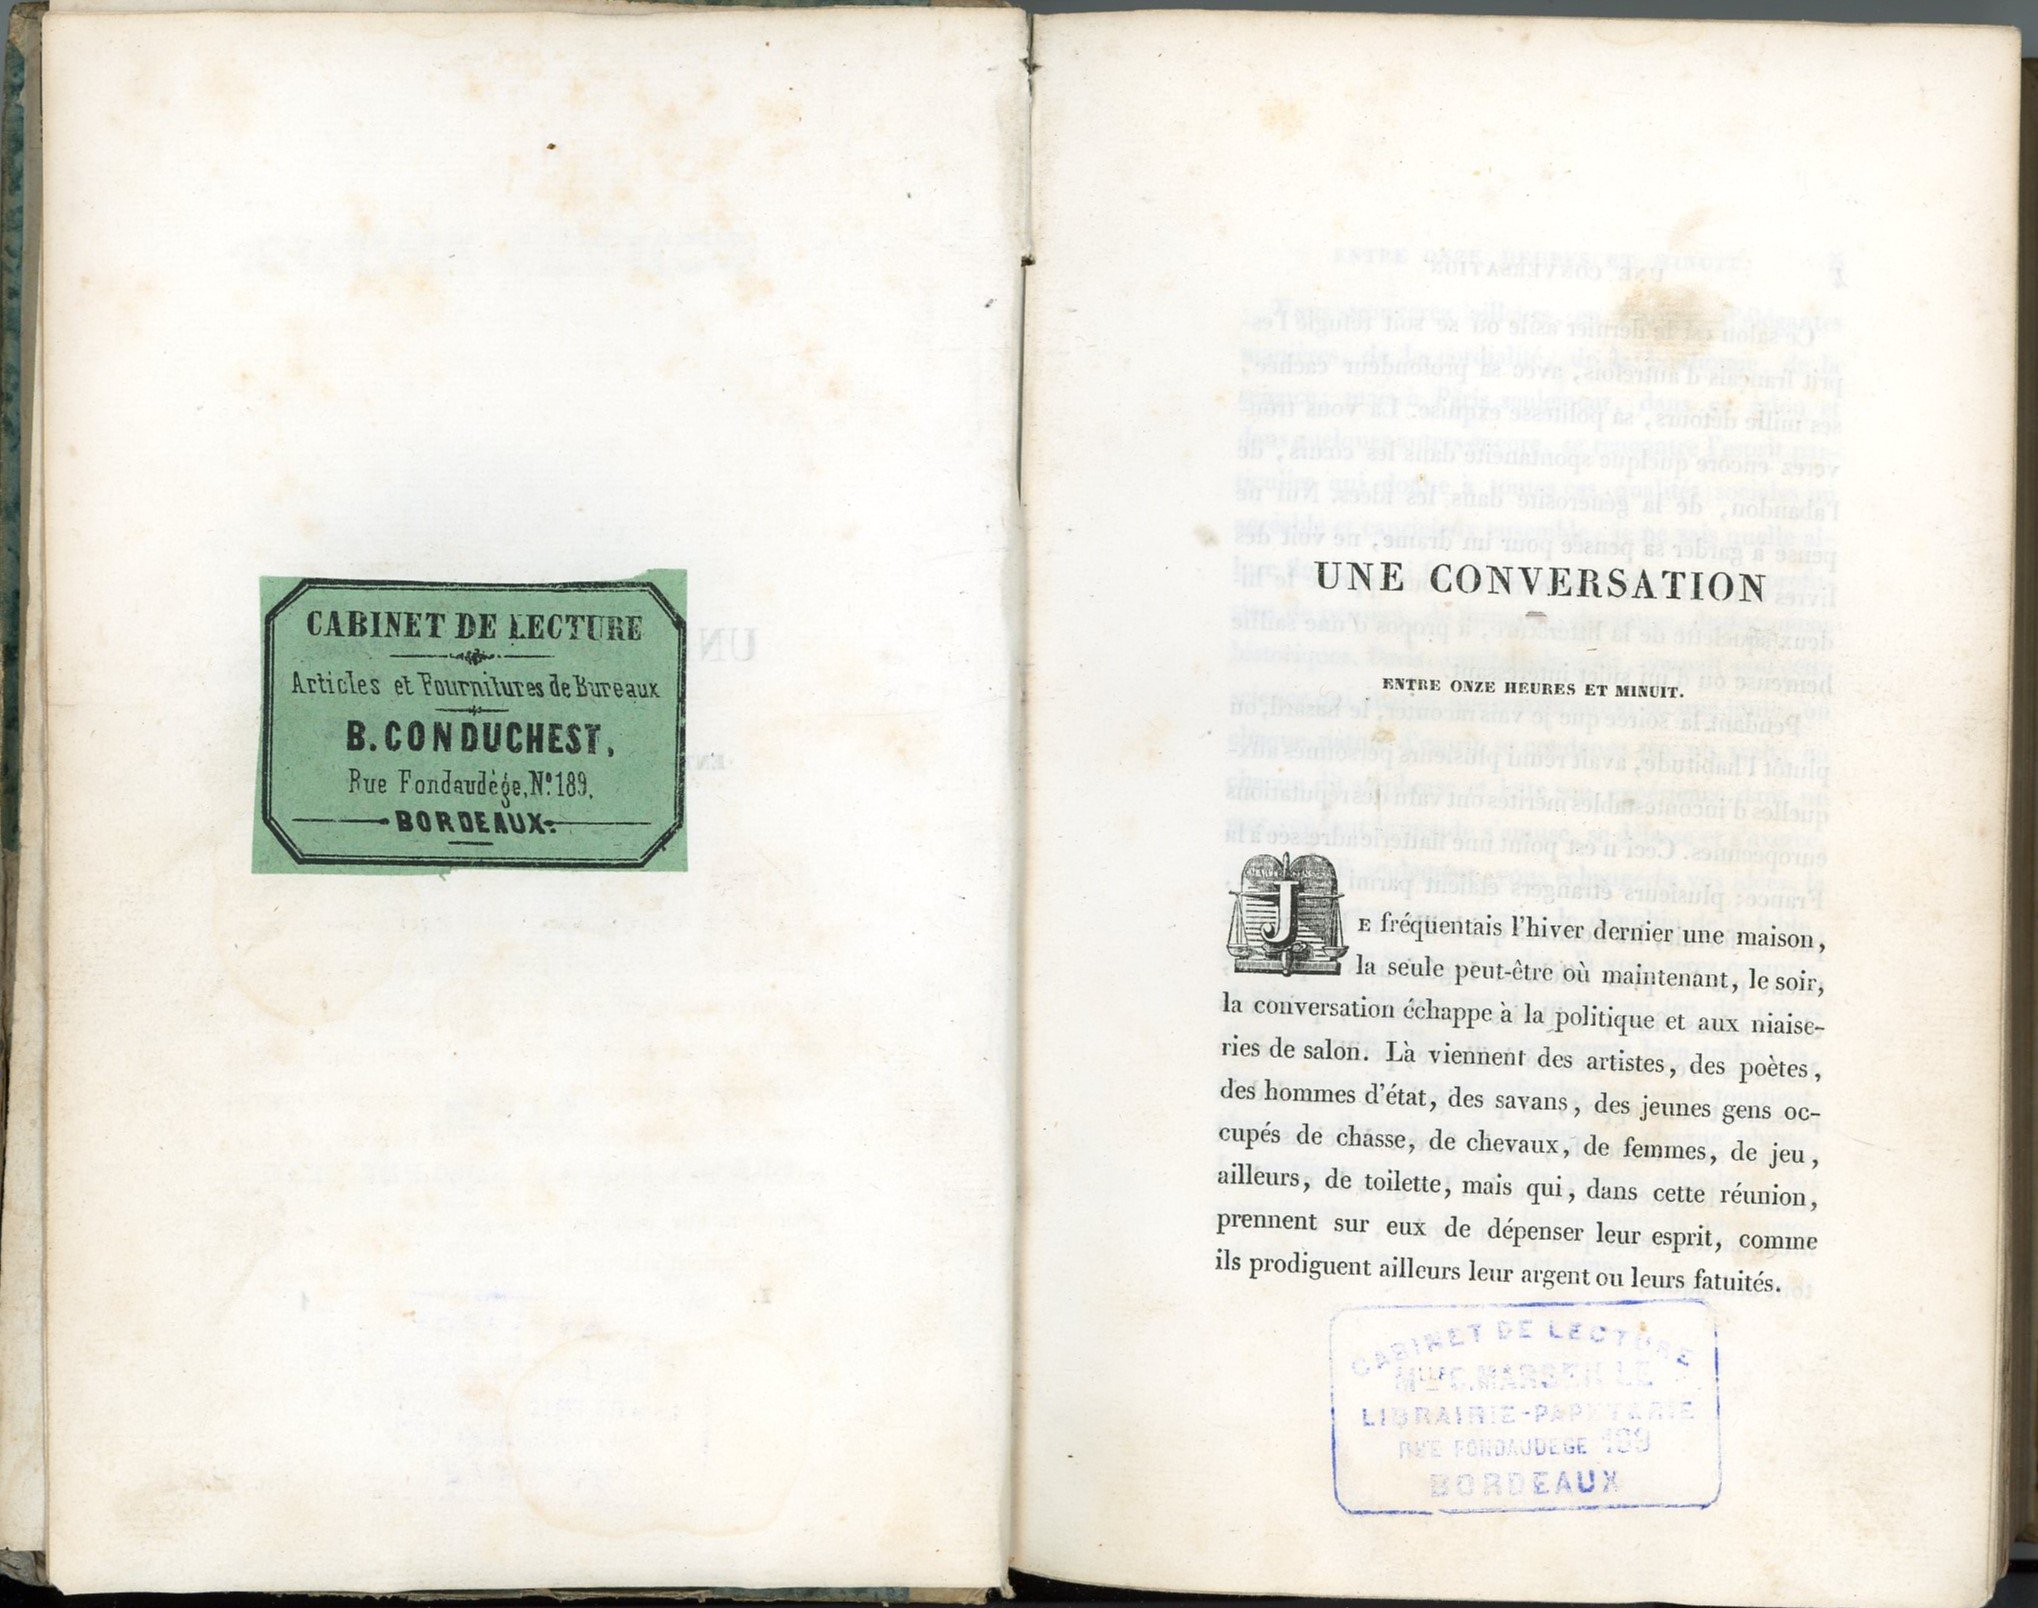 CABINET DE LECTURE
Articles et Fournitures de Bureaux
B. CONDUCHEST,
Rue Fondaudège, N° 189,
BORDEAUX.
UNE CONVERSATION
ENTRE ONZE HEURES ET MINUIT.
JE fréquentais l'hiver dernier une maison,
la seule peut-être où maintenant, le soir,
la conversation échappe à la politique et aux niaise-
ries de salon. Là viennent des artistes, des poètes,
des hommes d'état, des savans, des jeunes gens oc-
cupés de chasse, de chevaux, de femmes, de jeu,
ailleurs, de toilette, mais qui, dans cette réunion,
prennent sur eux de dépenser leur esprit, comme
ils prodiguent ailleurs leur argent ou leurs fatuités.
CABINET DE LECTURE
MLLE C. MARSEILLE
LIBRAIRIE-PAPETERIE
RUE FONDAUDEGE 189
BORDEAUX